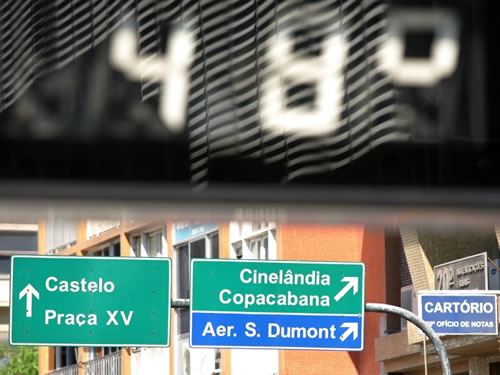 48°
Castelo
Praça XV
Cinelândia
Copacabana
Aer. S. Dumont
CARTÓRIO
OFÍCIO DE NOTAS